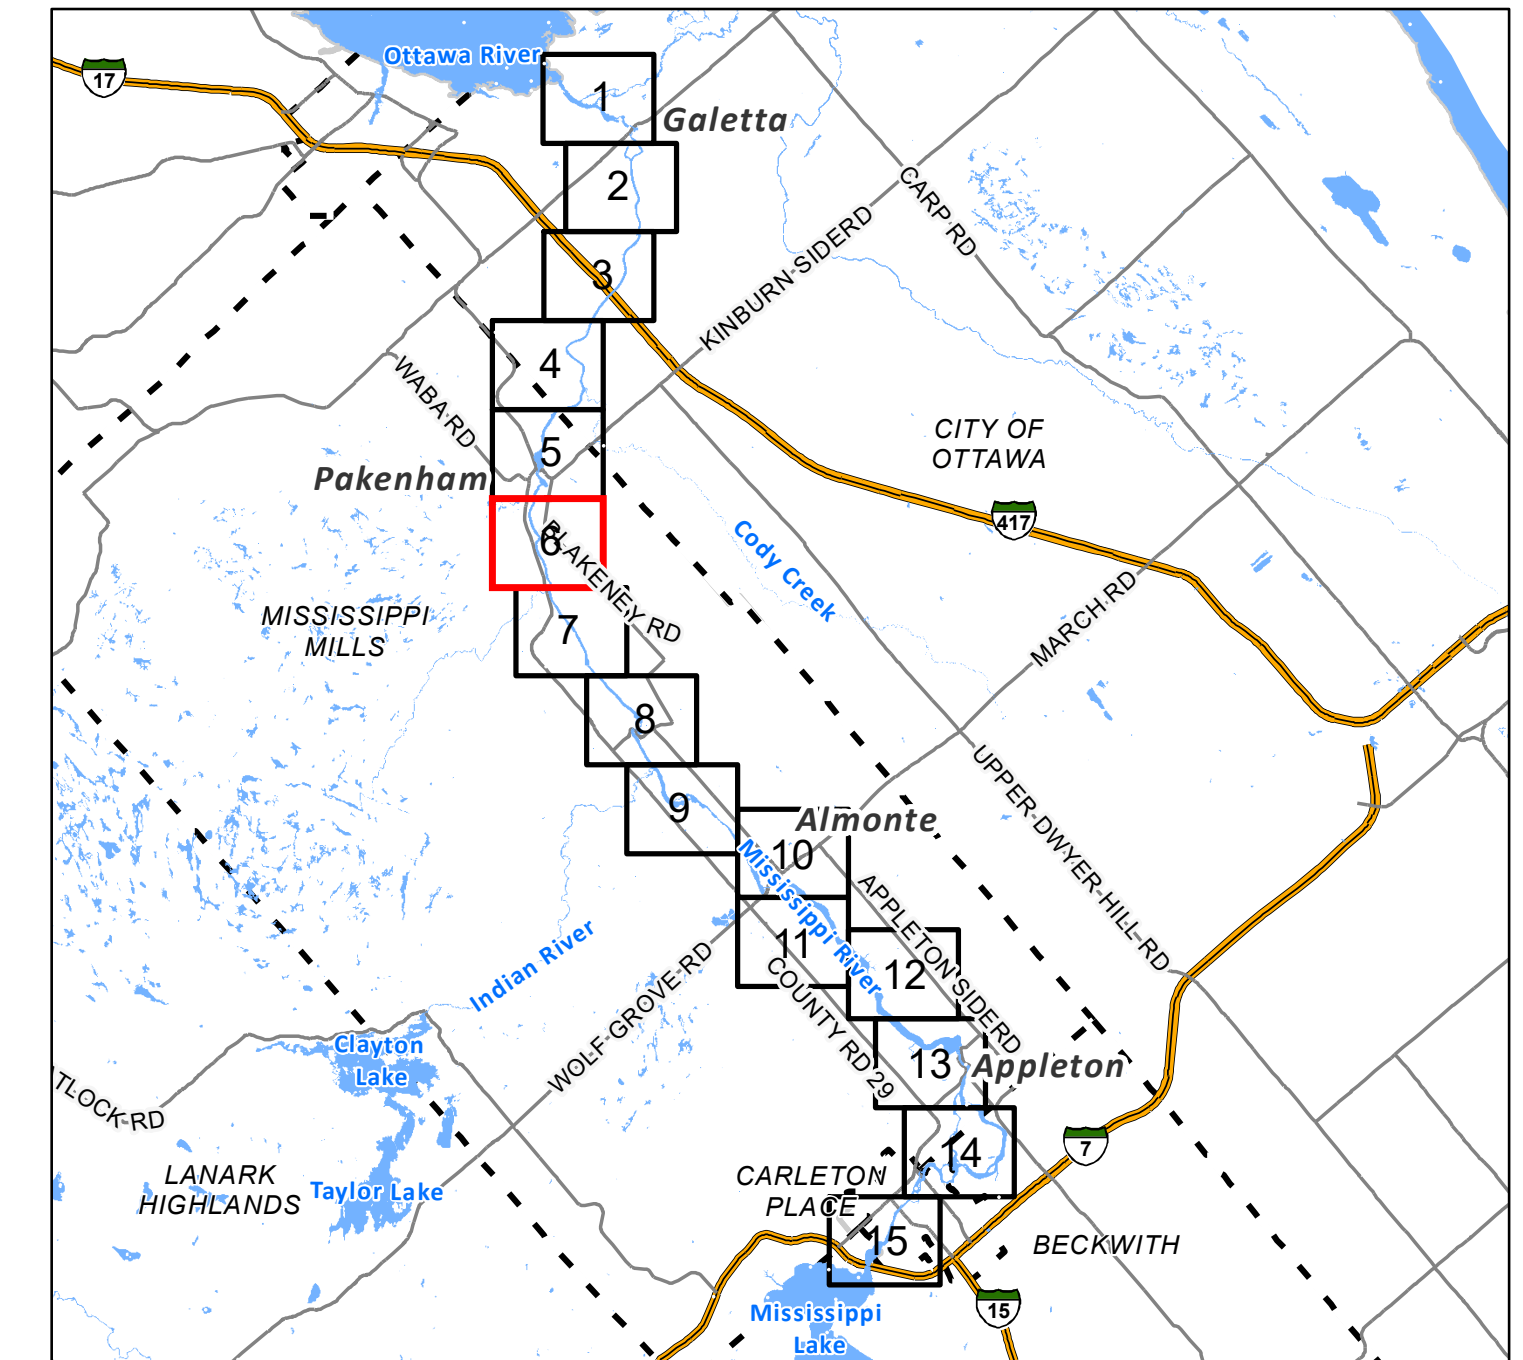 Ottawa River
17
1
Galetta
2
CARP RD
KINBURN SIDERD
3
4
WABA RD
CITY OF
OTTAWA
5
Pakenham
417
6
BLAKENEY RD
Cody Creek
MISSISSIPPI
MILLS
7
MARCH RD
8
UPPER DWYER HILL RD
9
Almonte
10
Mississippi River
APPLETON SIDERD
11
12
Indian River
WOLF GROVE RD
COUNTY RD 29
Clayton
Lake
13
Appleton
TLOCK RD
14
7
LANARK
HIGHLANDS
Taylor Lake
CARLETON
PLACE
15
BECKWITH
15
Mississippi
Lake